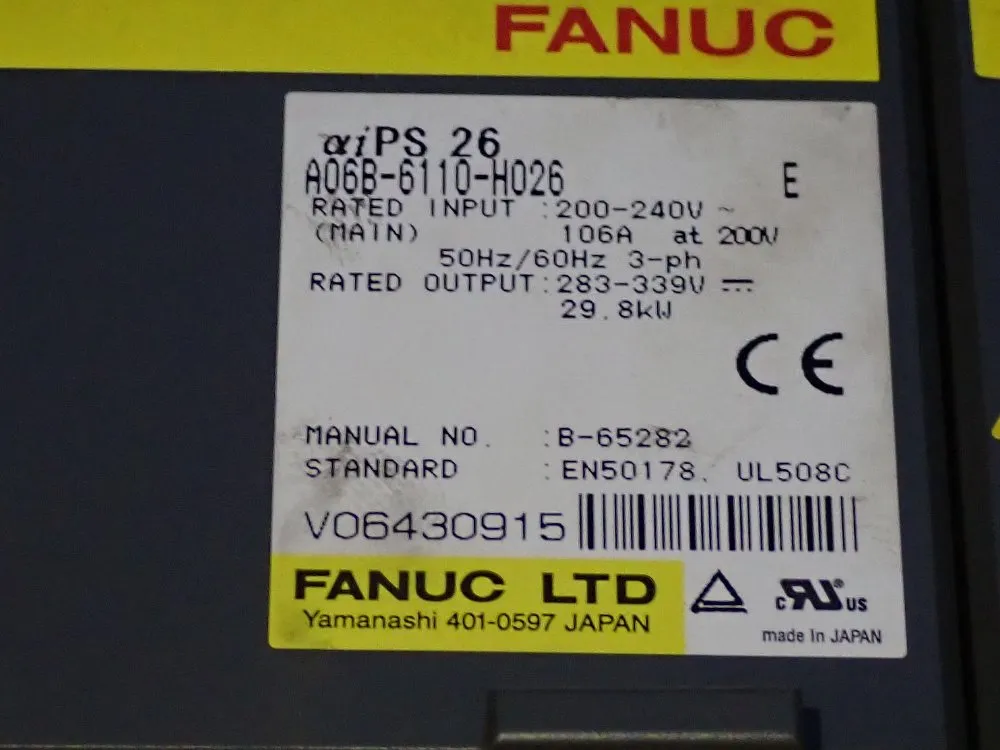 FANUC
αiPS 26
A06B-6110-H026 E
RATED INPUT :200-240V ~
(MAIN) 106A at 200V
50Hz/60Hz 3-ph
RATED OUTPUT:283-339V ⎓
29.8kW
CE
MANUAL NO. :B-65282
STANDARD :EN50178. UL508C
V06430915
FANUC LTD
Yamanashi 401-0597 JAPAN
c RU ® US
made In JAPAN